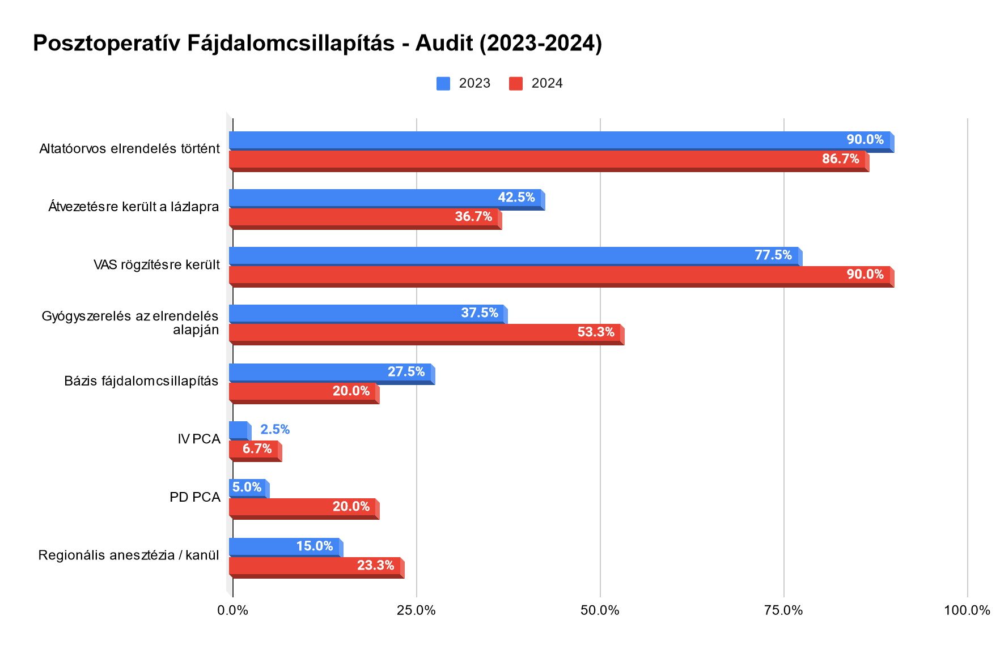 Posztoperatív Fájdalomcsillapítás - Audit (2023-2024)
2023 2024
Altatóorvos elrendelés történt 90.0%
86.7%
Átvezetésre került a lázlapra 42.5%
36.7%
VAS rögzítésre került 77.5%
90.0%
Gyógyszerelés az elrendelés 37.5%
alapján 53.3%
Bázis fájdalomcsillapítás 27.5%
20.0%
IV PCA 2.5%
6.7%
PD PCA 5.0%
20.0%
Regionális anesztézia / kanül 15.0%
23.3%
0.0% 25.0% 50.0% 75.0% 100.0%